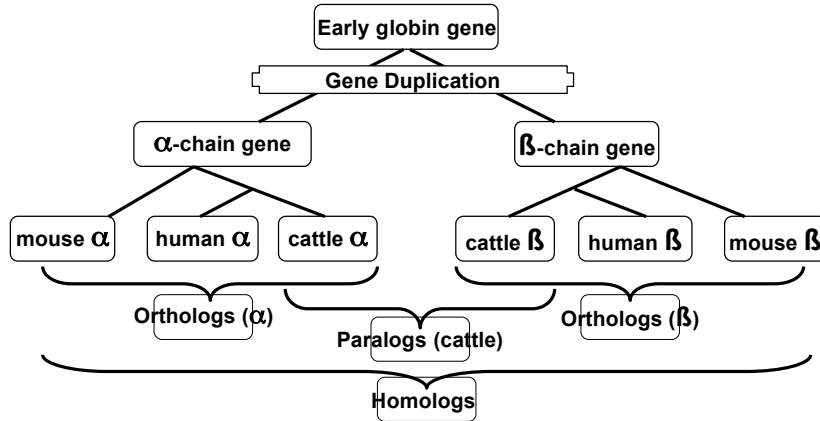 Early globin gene
Gene Duplication
α-chain gene
ß-chain gene
mouse α
human α
cattle α
cattle ß
human ß
mouse ß
Orthologs (α)
Paralogs (cattle)
Orthologs (ß)
Homologs